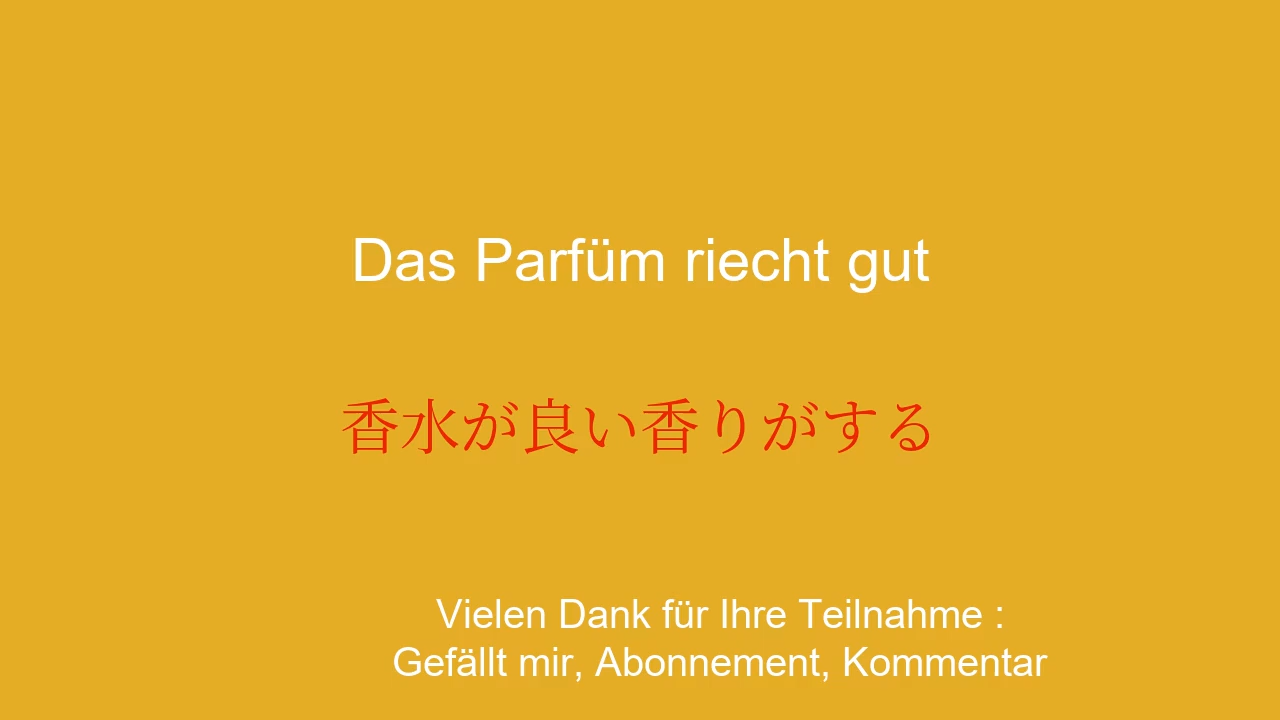 Das Parfüm riecht gut
香水が良い香りがする
Vielen Dank für Ihre Teilnahme :
Gefällt mir, Abonnement, Kommentar